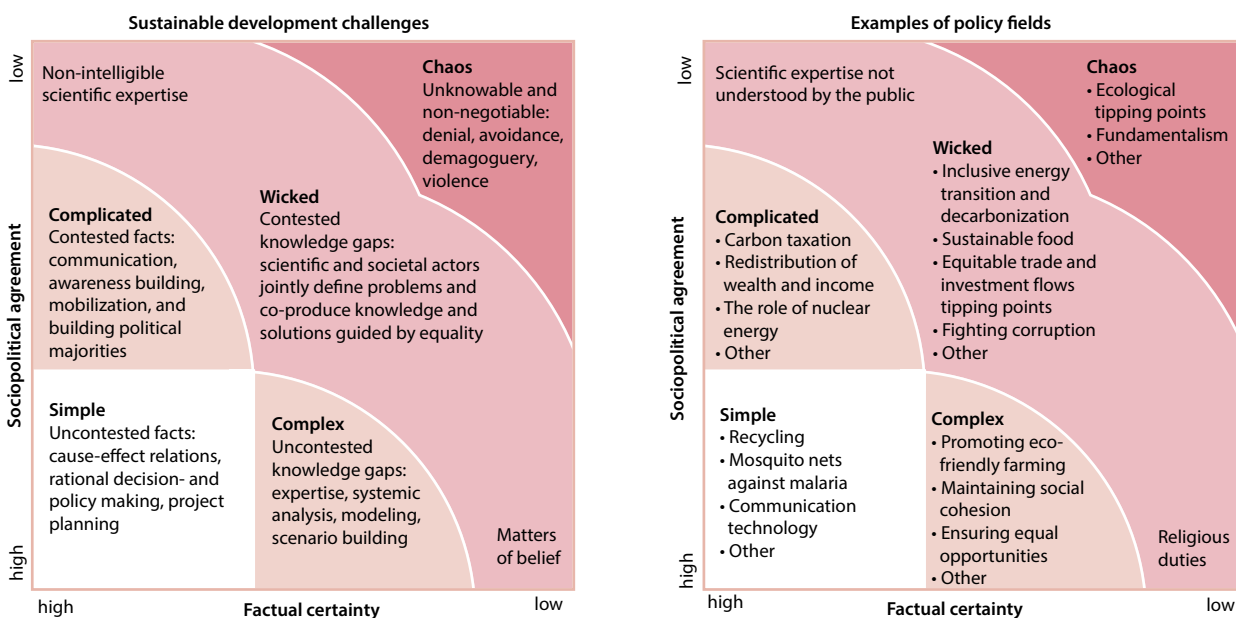 Sustainable development challenges
low
Non-intelligible
scientific expertise
Chaos
Unknowable and
non-negotiable:
denial, avoidance,
demagoguery,
violence
Wicked
Contested
knowledge gaps:
scientific and societal actors
jointly define problems and
co-produce knowledge and
solutions guided by equality
Complicated
Contested facts:
communication,
awareness building,
mobilization, and
building political
majorities
Sociopolitical agreement
Simple
Uncontested facts:
cause-effect relations,
rational decision- and
policy making, project
planning
Complex
Uncontested
knowledge gaps:
expertise, systemic
analysis, modeling,
scenario building
Matters
of belief
high
high
Factual certainty
low
Examples of policy fields
low
Scientific expertise not
understood by the public
Chaos
• Ecological
tipping points
• Fundamentalism
• Other
Wicked
• Inclusive energy
transition and
decarbonization
• Sustainable food
• Equitable trade and
investment flows
tipping points
• Fighting corruption
• Other
Complicated
• Carbon taxation
• Redistribution of
wealth and income
• The role of nuclear
energy
• Other
Sociopolitical agreement
Simple
• Recycling
• Mosquito nets
against malaria
• Communication
technology
• Other
Complex
• Promoting eco-
friendly farming
• Maintaining social
cohesion
• Ensuring equal
opportunities
• Other
Religious
duties
high
high
Factual certainty
low